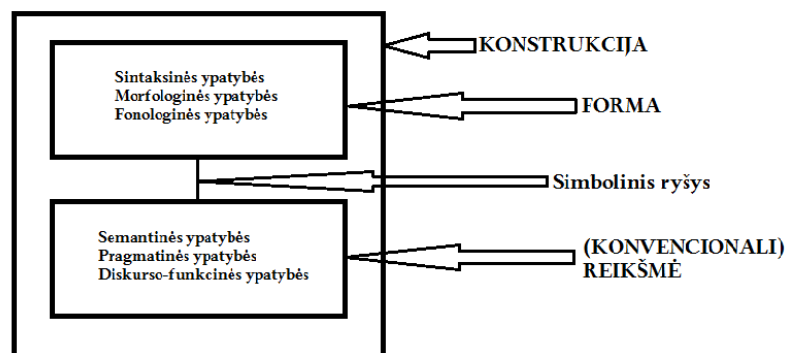 KONSTRUKCIJA
Sintaksinės ypatybės
Morfologinės ypatybės
Fonologinės ypatybės
FORMA
Simbolinis ryšys
Semantinės ypatybės
Pragmatinės ypatybės
Diskurso-funkcinės ypatybės
(KONVENCIONALI)
REIKŠMĖ